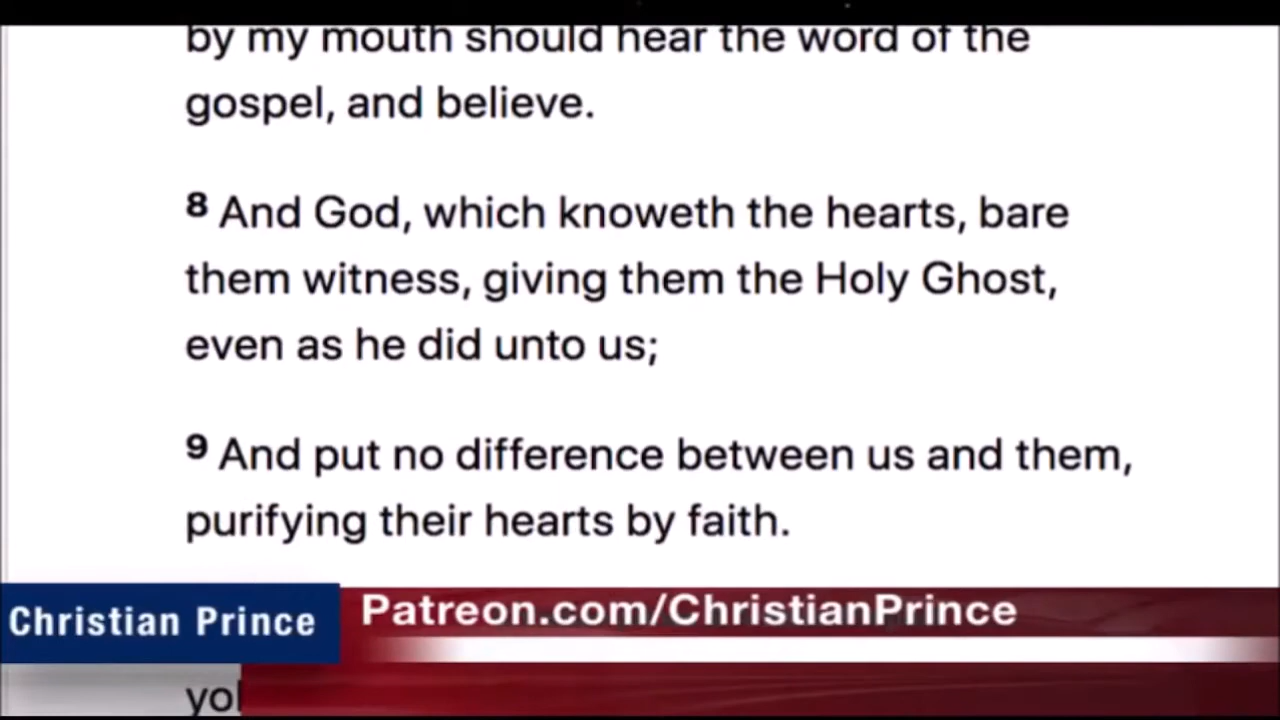 by my mouth should hear the word of the
gospel, and believe.
8 And God, which knoweth the hearts, bare
them witness, giving them the Holy Ghost,
even as he did unto us;
9 And put no difference between us and them,
purifying their hearts by faith.
Christian Prince
Patreon.com/ChristianPrince